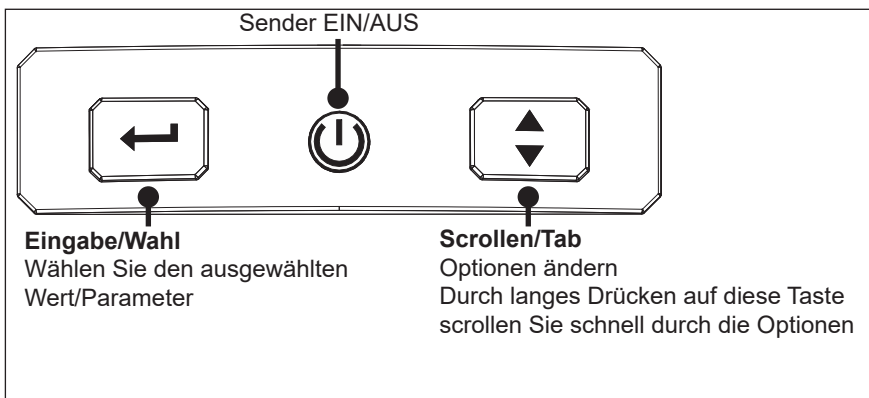 Sender EIN/AUS
Eingabe/Wahl
Wählen Sie den ausgewählten
Wert/Parameter
Scrollen/Tab
Optionen ändern
Durch langes Drücken auf diese Taste
scrollen Sie schnell durch die Optionen